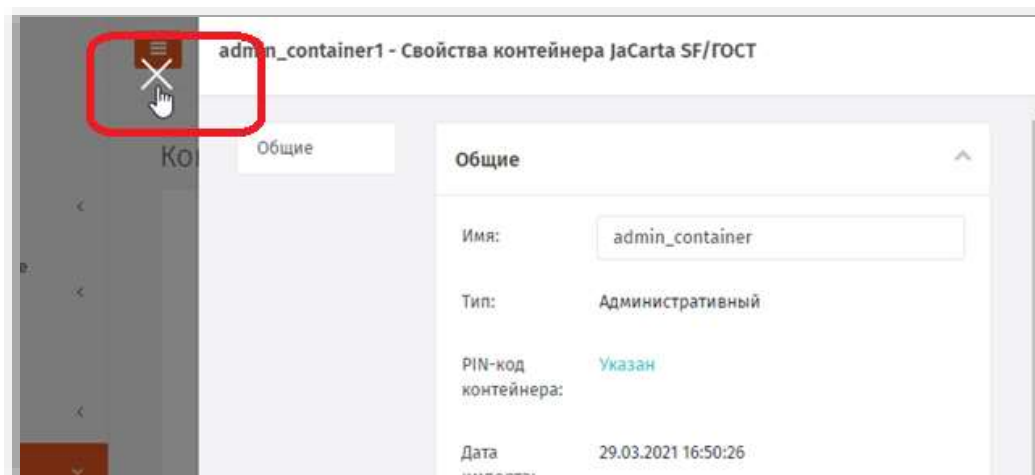 admin_container1 - Свойства контейнера JaCarta SF/ГОСТ
Общие
Общие
Имя:
admin_container
Тип:
Административный
PIN-код
контейнера:
Указан
Дата
29.03.2021 16:50:26